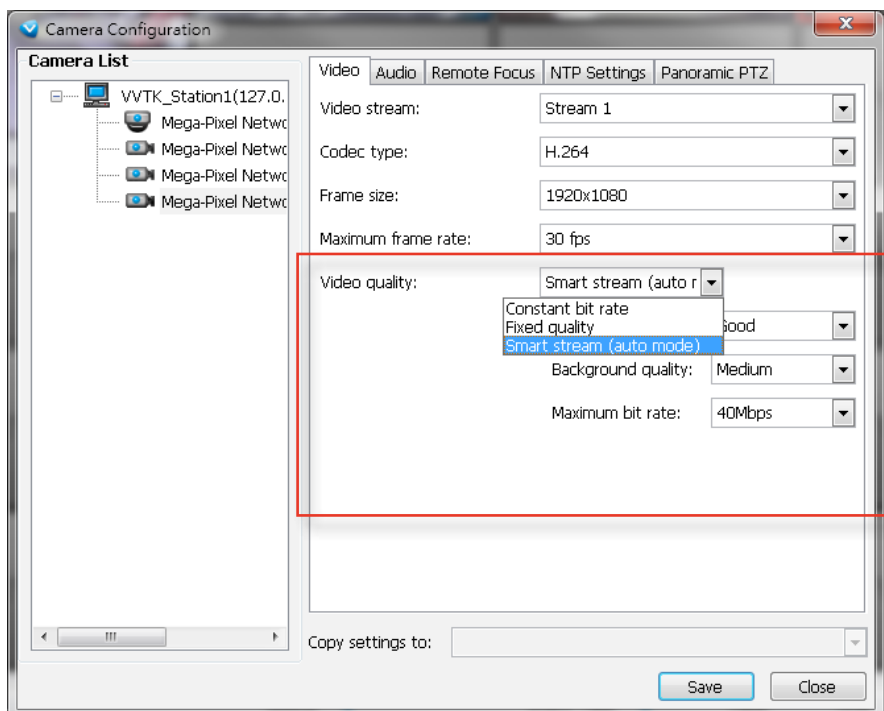 Camera Configuration
Camera List
VVTK_Station1(127.0.
Mega-Pixel Netwo
Mega-Pixel Netwo
Mega-Pixel Netwo
Mega-Pixel Netwo
Video Audio Remote Focus NTP Settings Panoramic PTZ
Video stream: Stream 1
Codec type: H.264
Frame size: 1920x1080
Maximum frame rate: 30 fps
Video quality: Smart stream (auto r
Constant bit rate
Fixed quality
Smart stream (auto mode)
Good
Background quality: Medium
Maximum bit rate: 40Mbps
Copy settings to:
Save Close